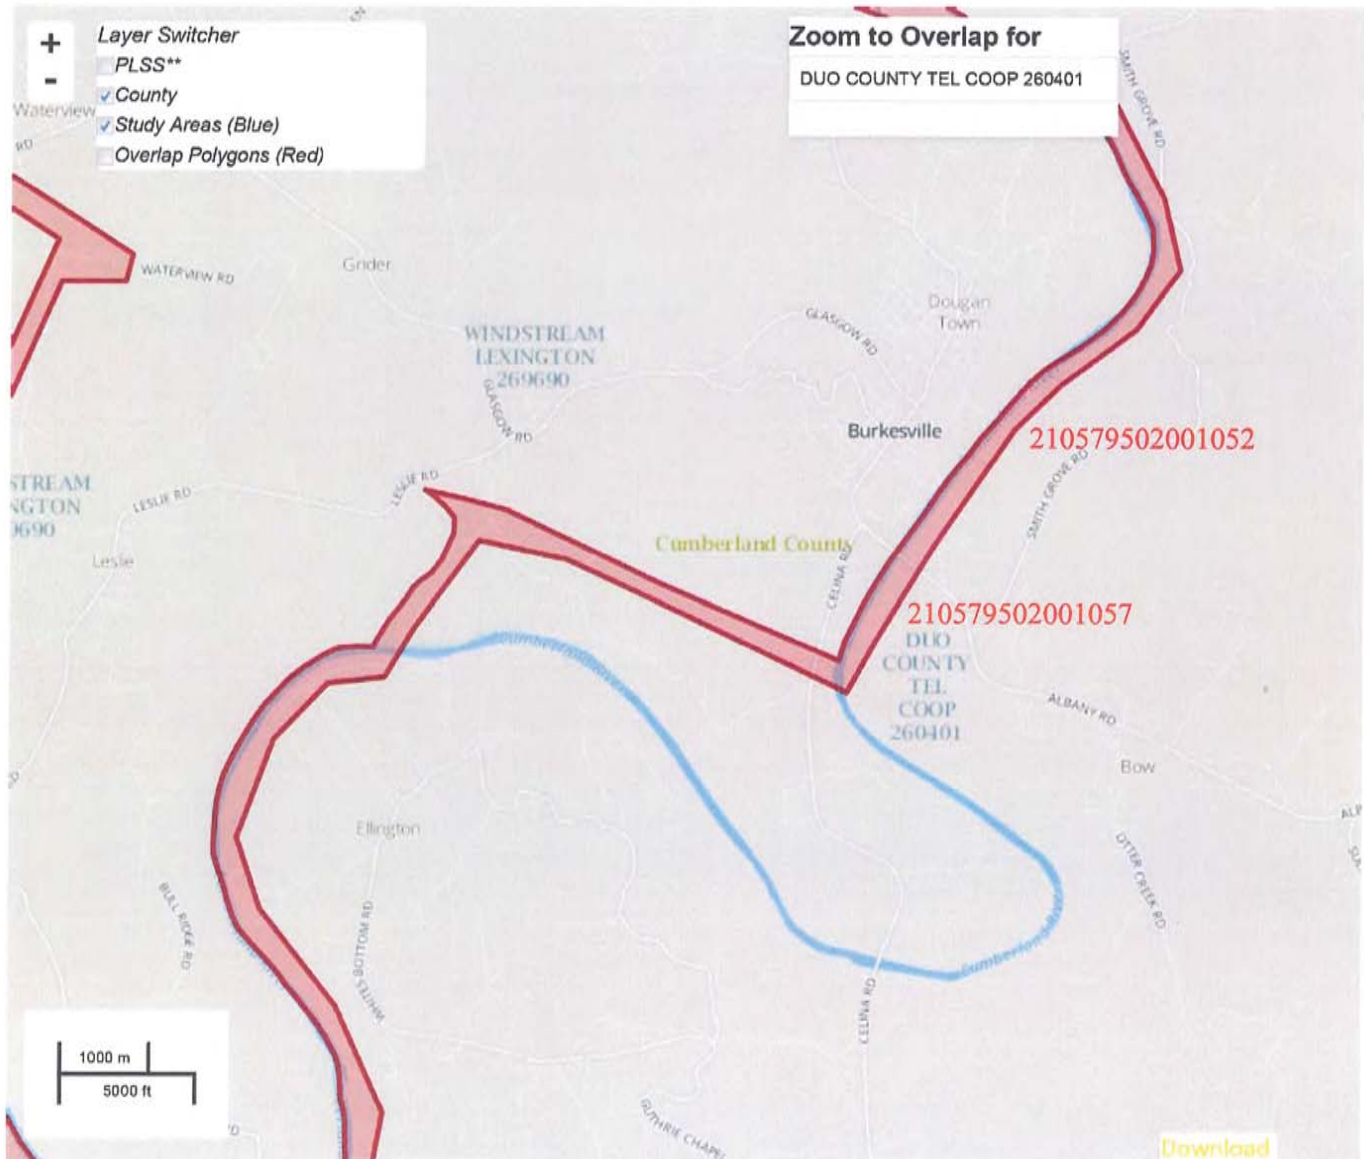 +
-
Layer Switcher
PLSS**
County
Study Areas (Blue)
Overlap Polygons (Red)
Zoom to Overlap for
DUO COUNTY TEL COOP 260401
SMITH GROVE RD
Waterview
RD
WATERVIEW RD
Grider
WINDSTREAM
LEXINGTON
269690
GLASGOW RD
Dougan
Town
GLASGOW RD
Burkesville
210579502001052
SMITH GROVE RD
STREAM
NGTON
9690
LESLIE RD
LESLIE RD
Leslie
Cumberland County
CELINA RD
210579502001057
DUO
COUNTY
TEL
COOP
260401
ALBANY RD
Bow
OTTER CREEK RD
Ellington
BULL RIDGE RD
WHITES BOTTOM RD
Cumberland River
CELINA RD
1000 m
5000 ft
GUTHRIE CHAPEL
Download